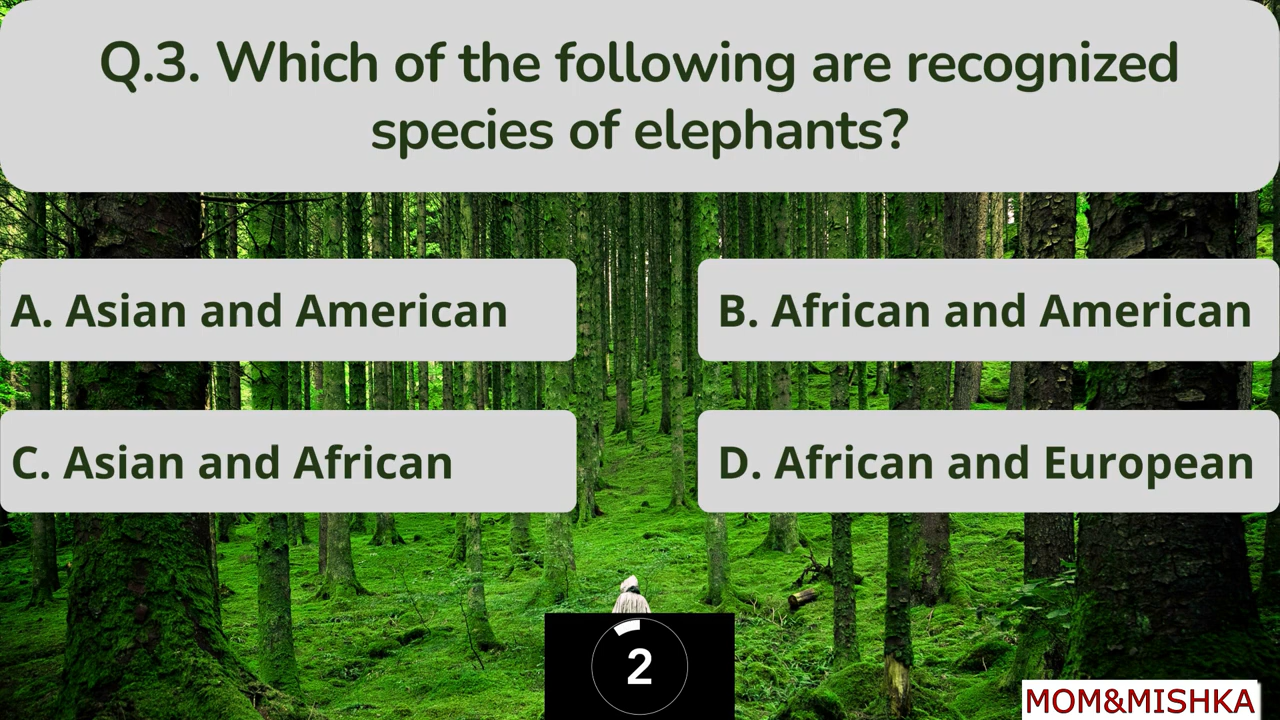 Q.3. Which of the following are recognized
species of elephants?
A. Asian and American
B. African and American
C. Asian and African
D. African and European
2
MOM&MISHKA